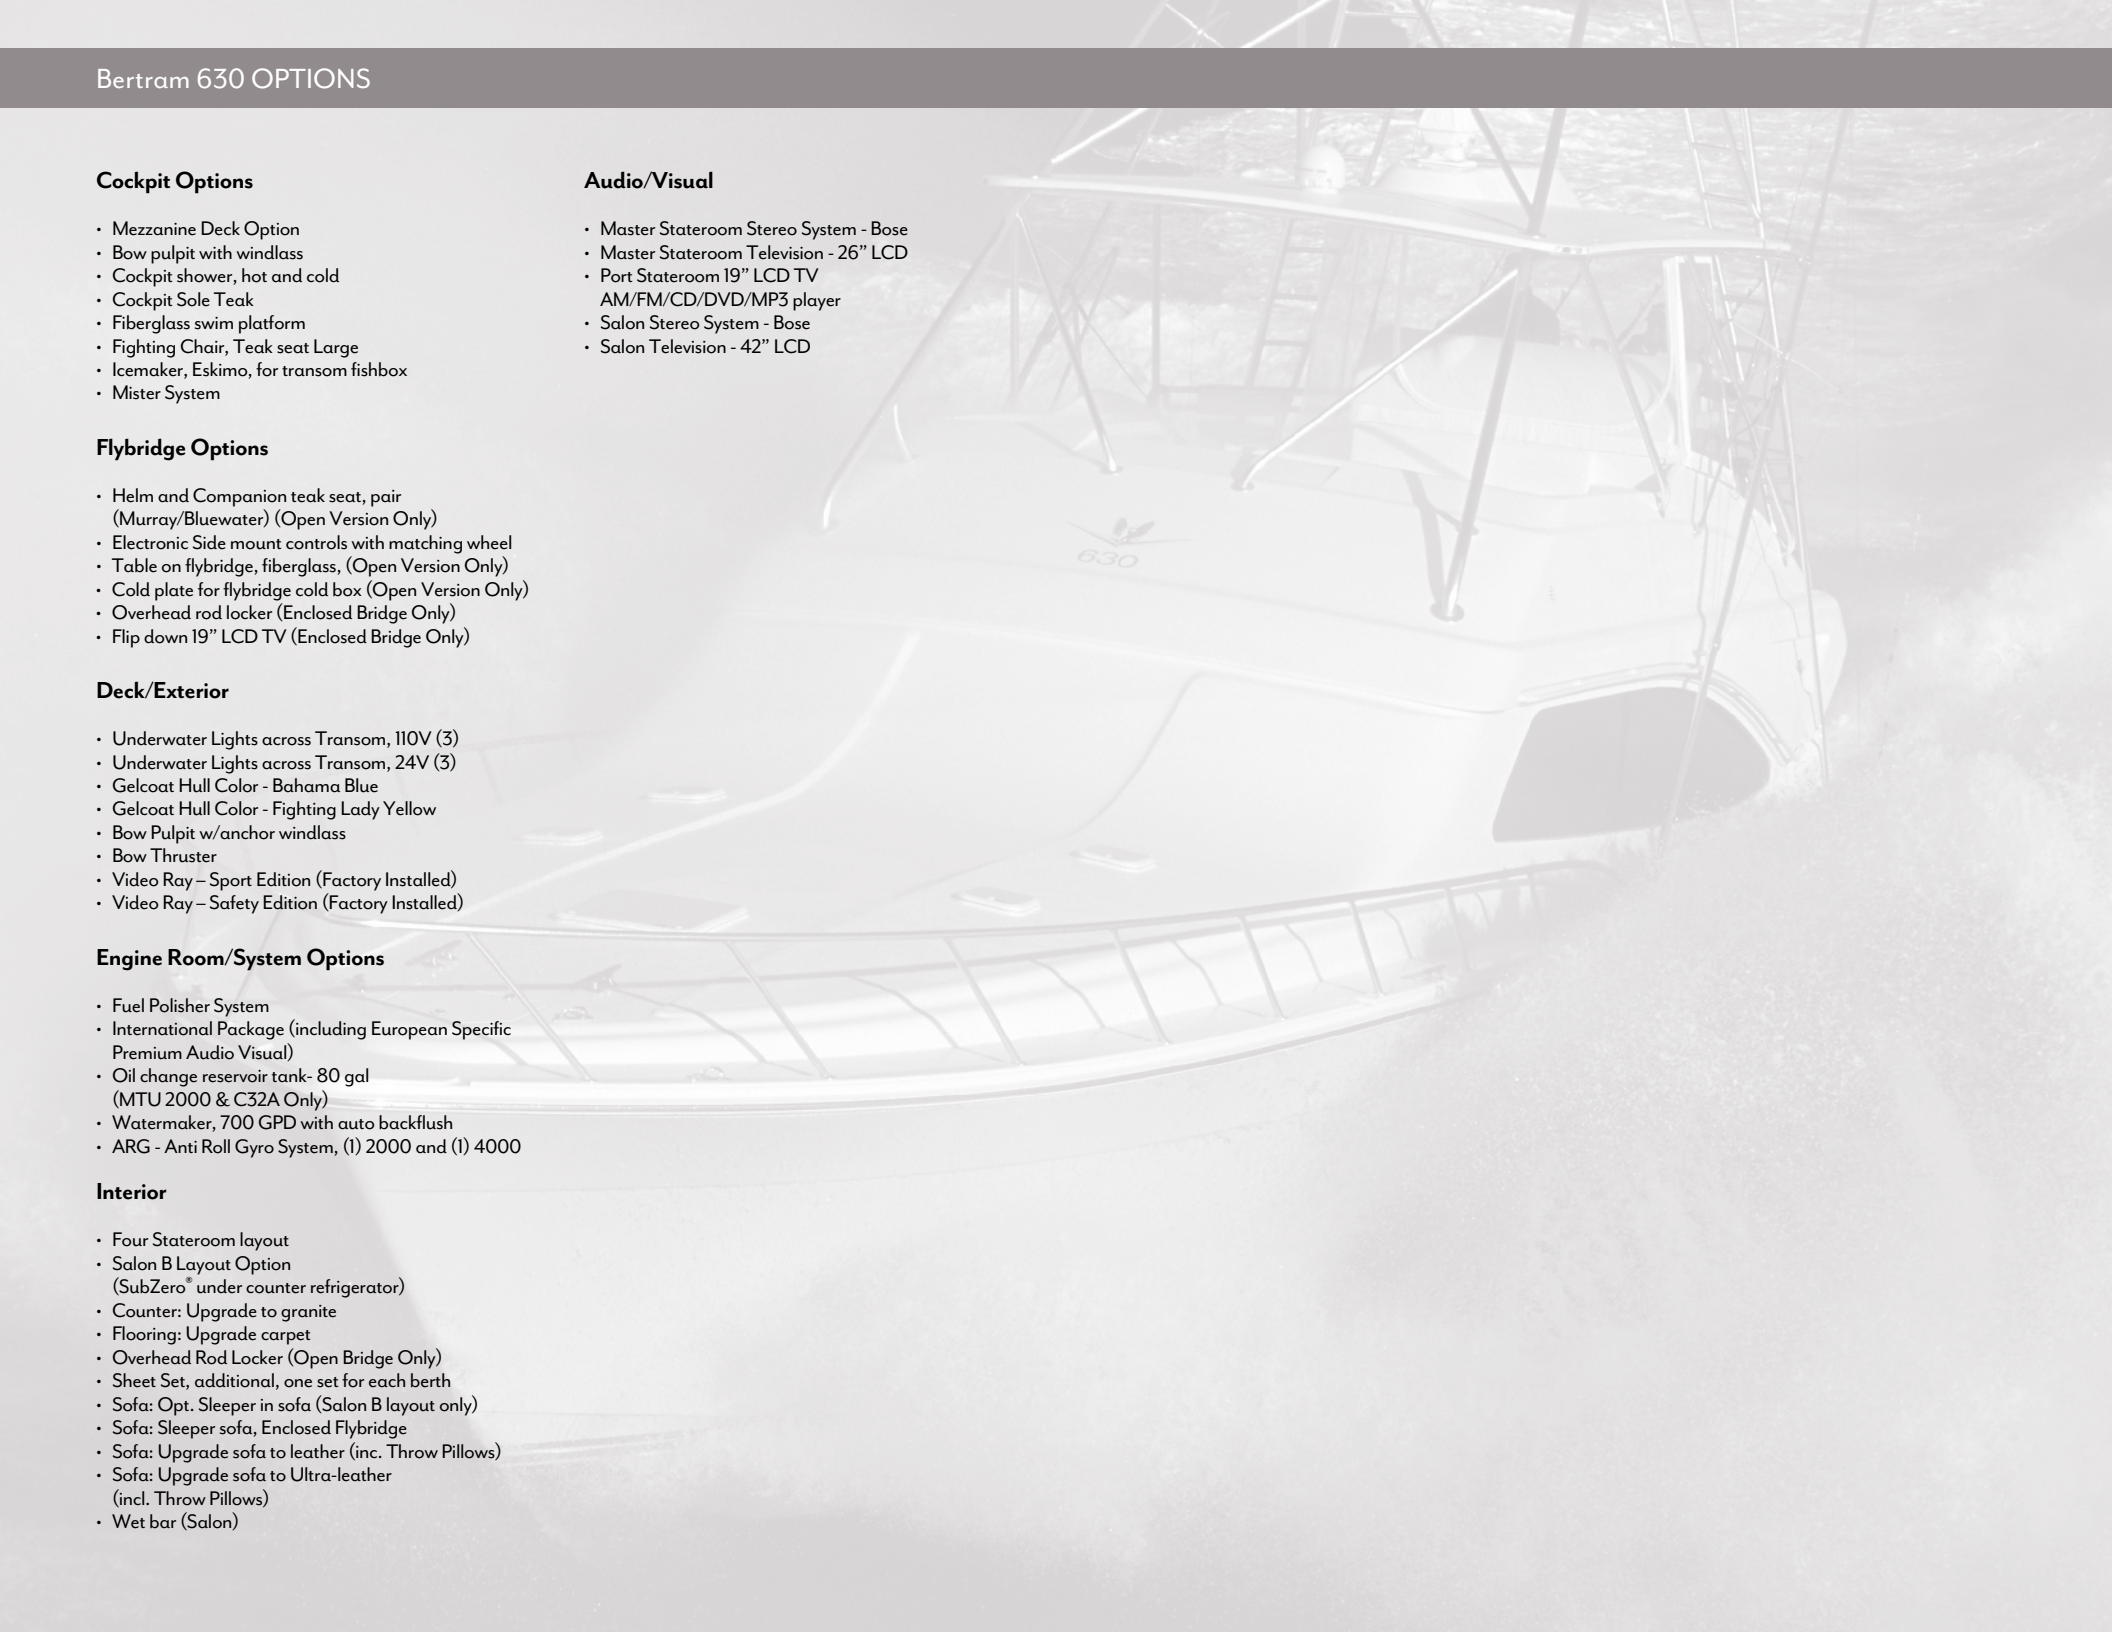 Bertram 630 OPTIONS
Cockpit Options
• Mezzanine Deck Option
• Bow pulpit with windlass
• Cockpit shower, hot and cold
• Cockpit Sole Teak
• Fiberglass swim platform
• Fighting Chair, Teak seat Large
• Icemaker, Eskimo, for transom fishbox
• Mister System
Flybridge Options
• Helm and Companion teak seat, pair
(Murray/Bluewater) (Open Version Only)
• Electronic Side mount controls with matching wheel
• Table on flybridge, fiberglass, (Open Version Only)
• Cold plate for flybridge cold box (Open Version Only)
• Overhead rod locker (Enclosed Bridge Only)
• Flip down 19” LCD TV (Enclosed Bridge Only)
Deck/Exterior
• Underwater Lights across Transom, 110V (3)
• Underwater Lights across Transom, 24V (3)
• Gelcoat Hull Color - Bahama Blue
• Gelcoat Hull Color - Fighting Lady Yellow
• Bow Pulpit w/anchor windlass
• Bow Thruster
• Video Ray – Sport Edition (Factory Installed)
• Video Ray – Safety Edition (Factory Installed)
Engine Room/System Options
• Fuel Polisher System
• International Package (including European Specific
Premium Audio Visual)
• Oil change reservoir tank- 80 gal
(MTU 2000 & C32A Only)
• Watermaker, 700 GPD with auto backflush
• ARG - Anti Roll Gyro System, (1) 2000 and (1) 4000
Interior
• Four Stateroom layout
• Salon B Layout Option
(SubZero® under counter refrigerator)
• Counter: Upgrade to granite
• Flooring: Upgrade carpet
• Overhead Rod Locker (Open Bridge Only)
• Sheet Set, additional, one set for each berth
• Sofa: Opt. Sleeper in sofa (Salon B layout only)
• Sofa: Sleeper sofa, Enclosed Flybridge
• Sofa: Upgrade sofa to leather (inc. Throw Pillows)
• Sofa: Upgrade sofa to Ultra-leather
(incl. Throw Pillows)
• Wet bar (Salon)
Audio/Visual
• Master Stateroom Stereo System - Bose
• Master Stateroom Television - 26” LCD
• Port Stateroom 19” LCD TV
AM/FM/CD/DVD/MP3 player
• Salon Stereo System - Bose
• Salon Television - 42” LCD
630